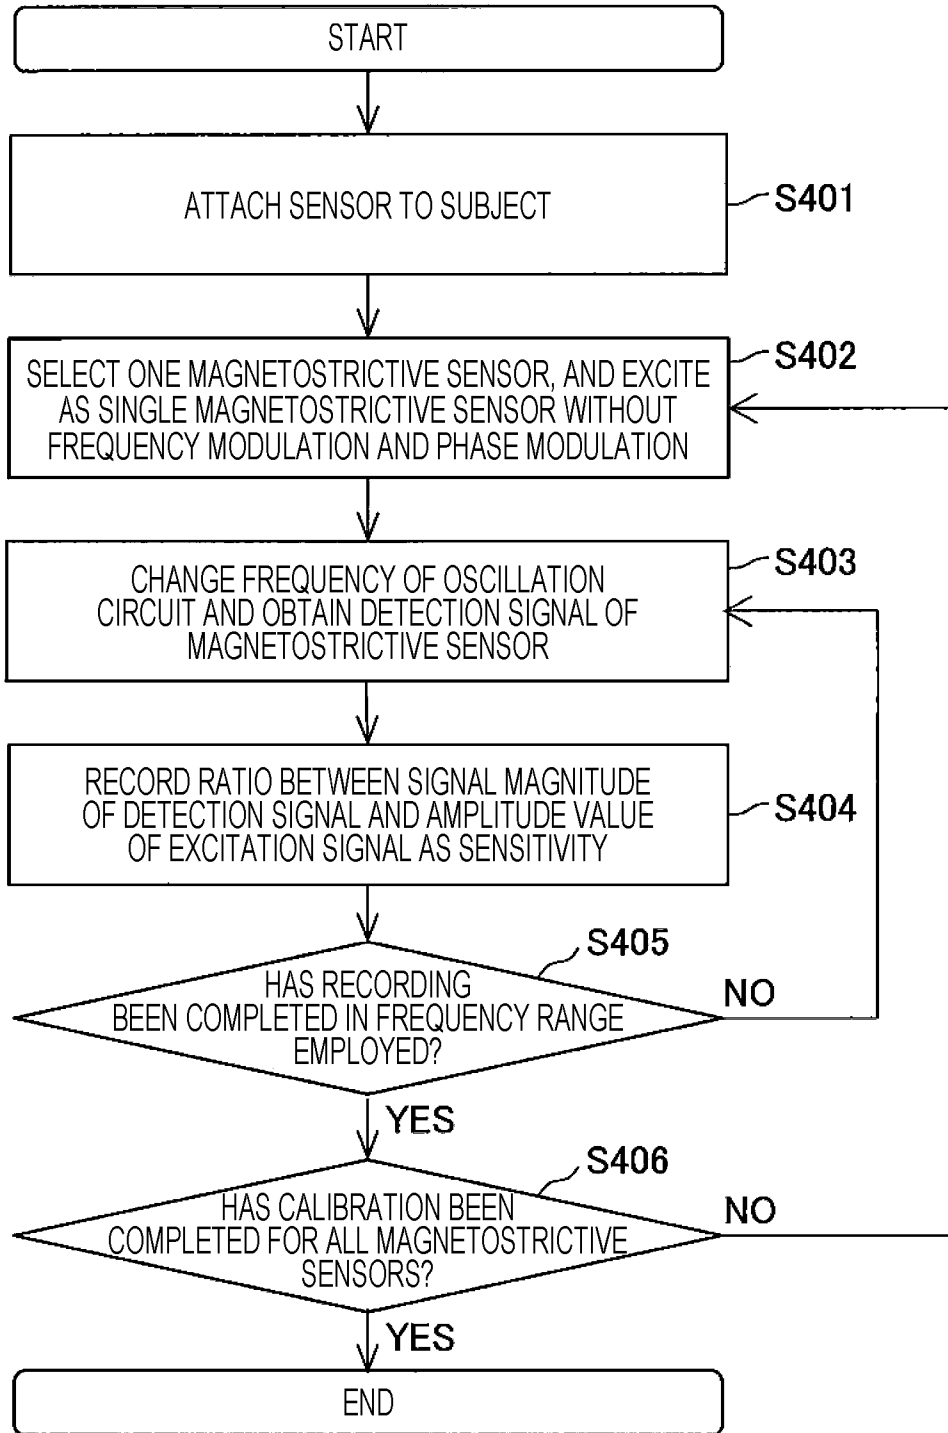 START
ATTACH SENSOR TO SUBJECT
S401
SELECT ONE MAGNETOSTRICTIVE SENSOR, AND EXCITE
AS SINGLE MAGNETOSTRICTIVE SENSOR WITHOUT
FREQUENCY MODULATION AND PHASE MODULATION
S402
CHANGE FREQUENCY OF OSCILLATION
CIRCUIT AND OBTAIN DETECTION SIGNAL OF
MAGNETOSTRICTIVE SENSOR
S403
RECORD RATIO BETWEEN SIGNAL MAGNITUDE
OF DETECTION SIGNAL AND AMPLITUDE VALUE
OF EXCITATION SIGNAL AS SENSITIVITY
S404
HAS RECORDING
BEEN COMPLETED IN FREQUENCY RANGE
EMPLOYED?
S405
NO
YES
HAS CALIBRATION BEEN
COMPLETED FOR ALL MAGNETOSTRICTIVE
SENSORS?
S406
NO
YES
END